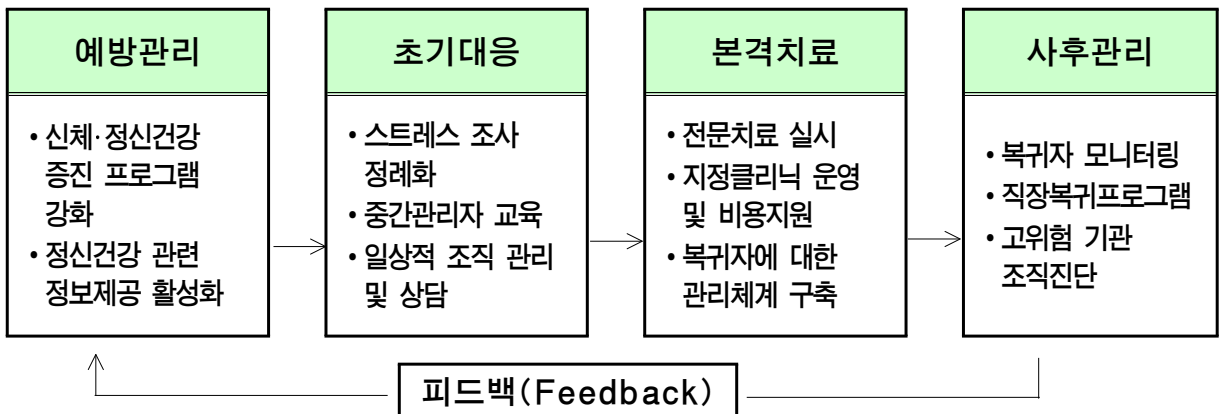 예방관리
• 신체·정신건강
증진 프로그램
강화
• 정신건강 관련
정보제공 활성화
초기대응
• 스트레스 조사
정례화
• 중간관리자 교육
• 일상적 조직 관리
및 상담
본격치료
• 전문치료 실시
• 지정클리닉 운영
및 비용지원
• 복귀자에 대한
관리체계 구축
사후관리
• 복귀자 모니터링
• 직장복귀프로그램
• 고위험 기관
조직진단
피드백(Feedback)